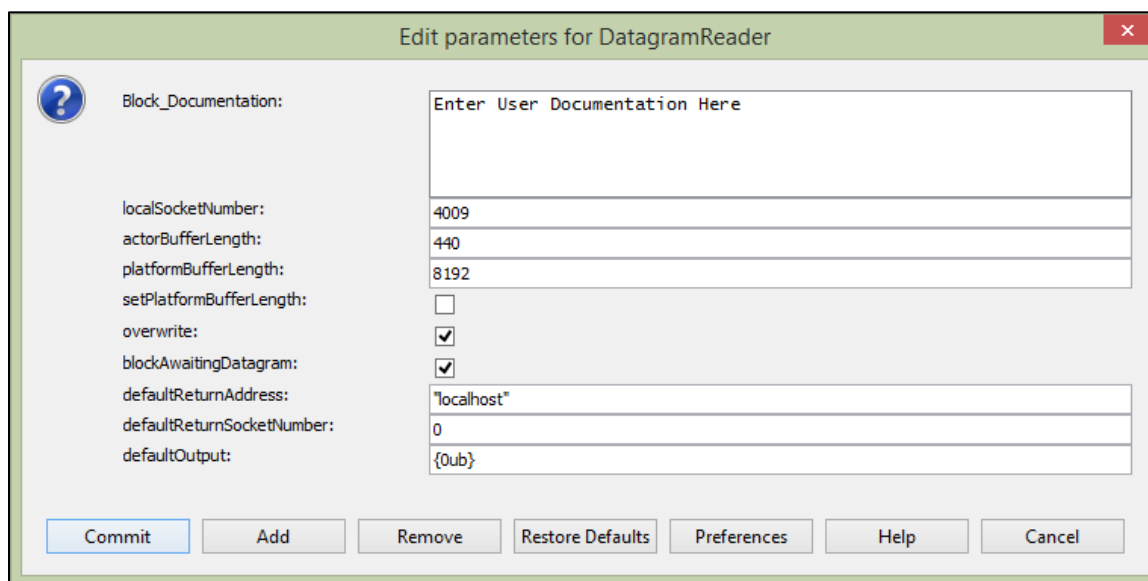 Edit parameters for DatagramReader
Block_Documentation:
Enter User Documentation Here
localSocketNumber:
4009
actorBufferLength:
440
platformBufferLength:
8192
setPlatformBufferLength:
overwrite:
blockAwaitingDatagram:
defaultReturnAddress:
"localhost"
defaultReturnSocketNumber:
0
defaultOutput:
{0ub}
Commit
Add
Remove
Restore Defaults
Preferences
Help
Cancel